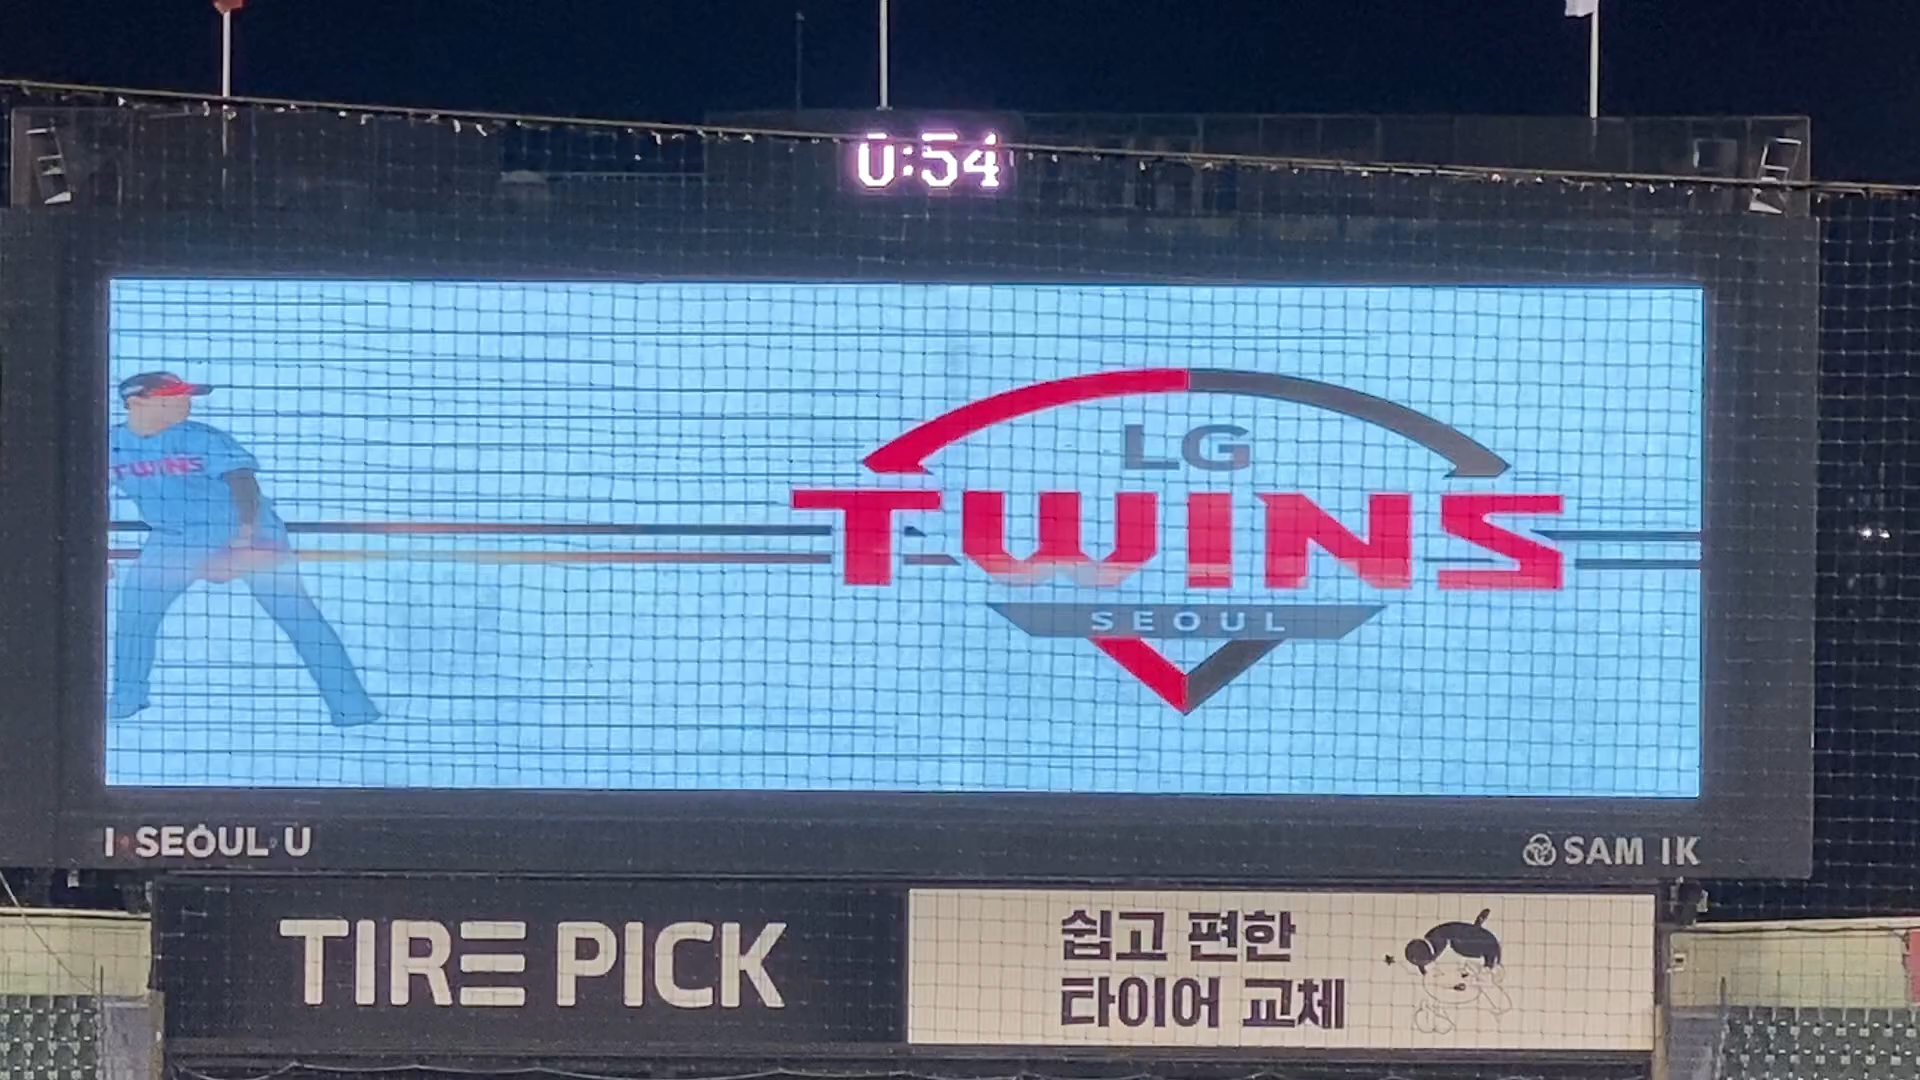 0:54
TWINS
LG
TWINS
SEOUL
I·SEOUL·U
SAM IK
TIRE PICK
쉽고 편한
타이어 교체